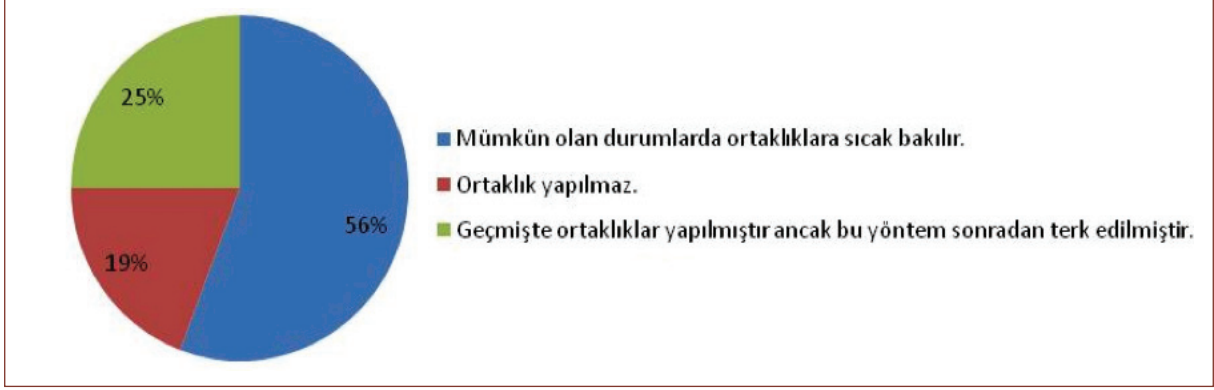 25%
56%
19%
Mümkün olan durumlarda ortaklıklara sıcak bakılır.
Ortaklık yapılmaz.
Geçmişte ortaklıklar yapılmıştır ancak bu yöntem sonradan terk edilmiştir.